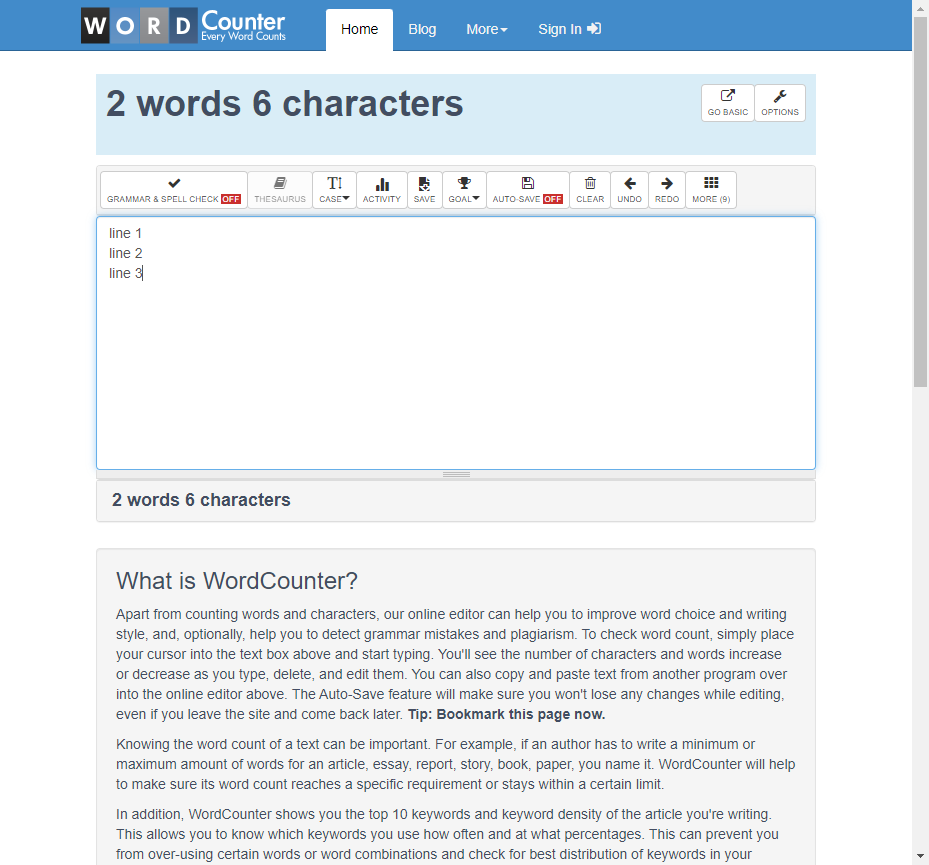 WORD Counter
Every Word Counts
Home Blog More Sign In
2 words 6 characters
GO BASIC OPTIONS
GRAMMAR & SPELL CHECK OFF THESAURUS CASE ACTIVITY SAVE GOAL AUTO-SAVE OFF CLEAR UNDO REDO MORE (9)
line 1
line 2
line 3
2 words 6 characters
What is WordCounter?
Apart from counting words and characters, our online editor can help you to improve word choice and writing
style, and, optionally, help you to detect grammar mistakes and plagiarism. To check word count, simply place
your cursor into the text box above and start typing. You'll see the number of characters and words increase
or decrease as you type, delete, and edit them. You can also copy and paste text from another program over
into the online editor above. The Auto-Save feature will make sure you won't lose any changes while editing,
even if you leave the site and come back later. Tip: Bookmark this page now.
Knowing the word count of a text can be important. For example, if an author has to write a minimum or
maximum amount of words for an article, essay, report, story, book, paper, you name it. WordCounter will help
to make sure its word count reaches a specific requirement or stays within a certain limit.
In addition, WordCounter shows you the top 10 keywords and keyword density of the article you're writing.
This allows you to know which keywords you use how often and at what percentages. This can prevent you
from over-using certain words or word combinations and check for best distribution of keywords in your